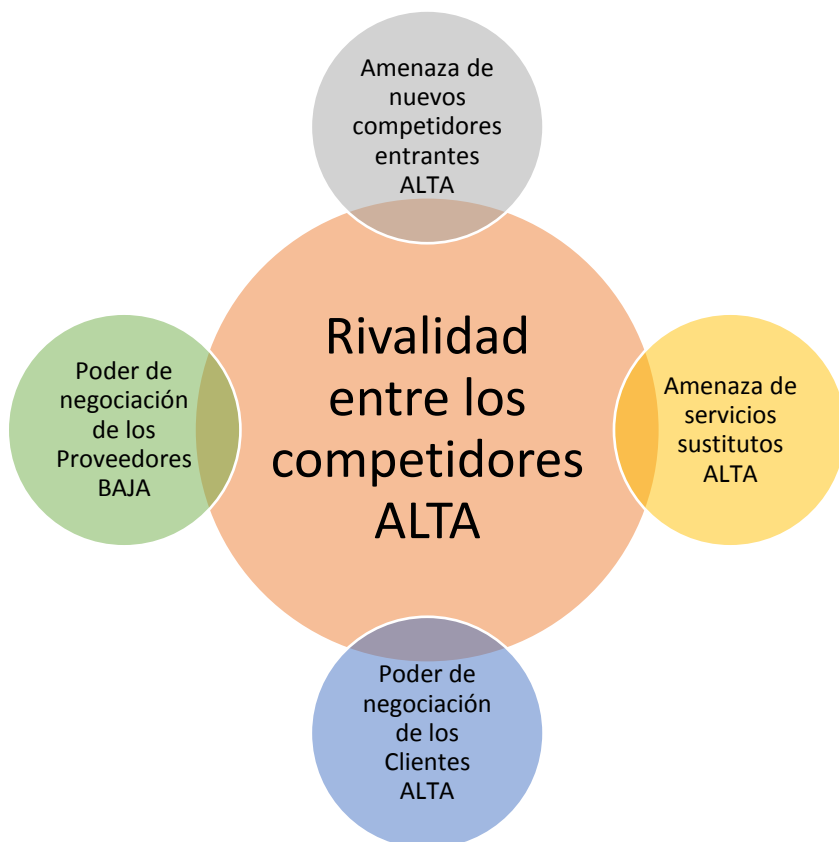 Amenaza de
nuevos
competidores
entrantes
ALTA
Rivalidad
entre los
competidores
ALTA
Poder de
negociación
de los
Proveedores
BAJA
Amenaza de
servicios
sustitutos
ALTA
Poder de
negociación
de los
Clientes
ALTA